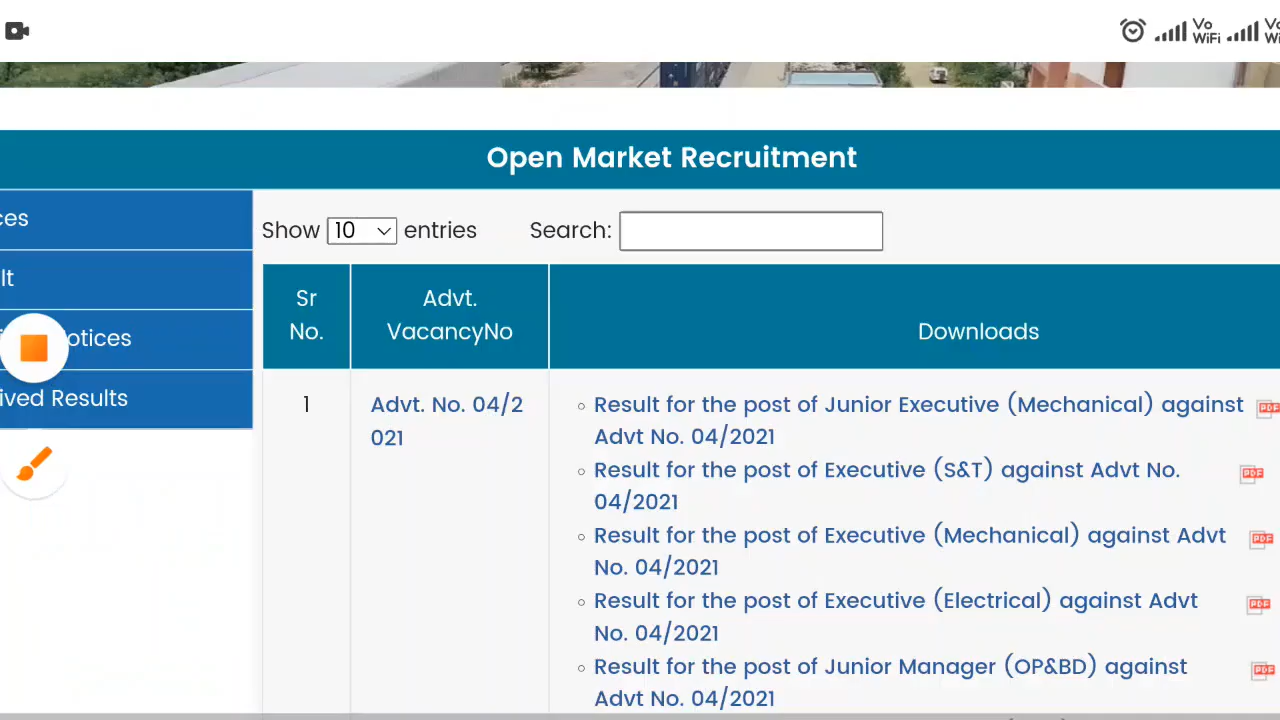 Vo
WiFi
Open Market Recruitment
ces
Show 10 entries
Search:
lt
Sr
No.
Advt.
VacancyNo
Downloads
otices
ived Results
1
Advt. No. 04/2
021
Result for the post of Junior Executive (Mechanical) against
Advt No. 04/2021
Result for the post of Executive (S&T) against Advt No.
04/2021
Result for the post of Executive (Mechanical) against Advt
No. 04/2021
Result for the post of Executive (Electrical) against Advt
No. 04/2021
Result for the post of Junior Manager (OP&BD) against
Advt No. 04/2021